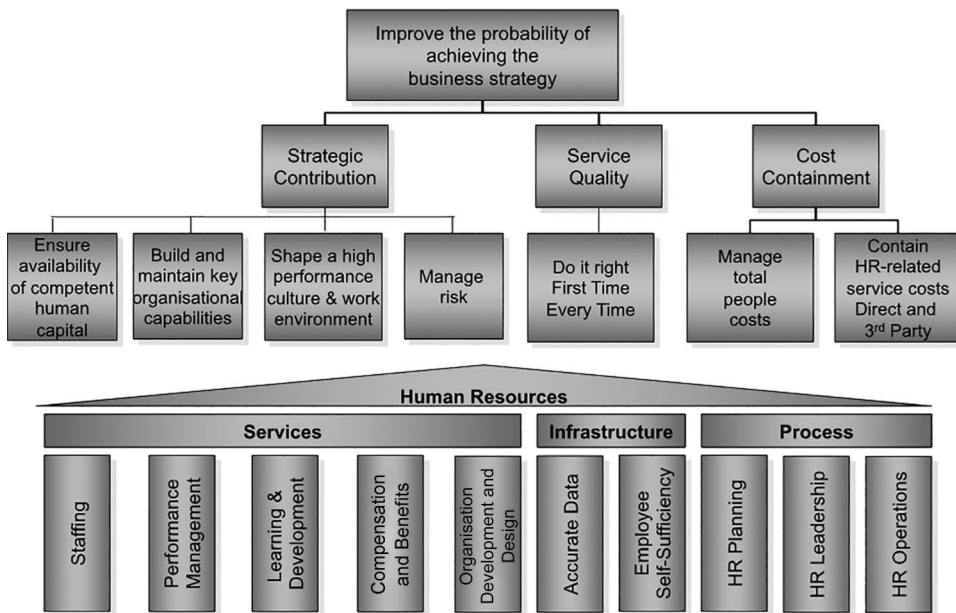 Improve the probability of
achieving the
business strategy
Strategic
Contribution
Service
Quality
Cost
Containment
Ensure
availability
of competent
human
capital
Build and
maintain key
organisational
capabilities
Shape a high
performance
culture & work
environment
Manage
risk
Do it right
First Time
Every Time
Manage
total
people
costs
Contain
HR-related
service costs
Direct and
3rd Party
Human Resources
Services
Infrastructure
Process
Staffing
Performance
Management
Learning &
Development
Compensation
and Benefits
Organisation
Development and
Design
Accurate Data
Employee
Self-Sufficiency
HR Planning
HR Leadership
HR Operations